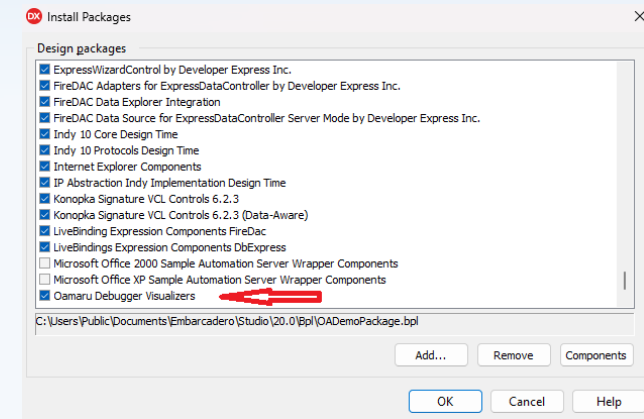 DX Install Packages
Design packages
ExpressWizardControl by Developer Express Inc.
FireDAC Adapters for ExpressDataController by Developer Express Inc.
FireDAC Data Explorer Integration
FireDAC Data Source for ExpressDataController Server Mode by Developer Express Inc.
Indy 10 Core Design Time
Indy 10 Protocols Design Time
Internet Explorer Components
IP Abstraction Indy Implementation Design Time
Konopka Signature VCL Controls 6.2.3
Konopka Signature VCL Controls 6.2.3 (Data-Aware)
LiveBinding Expression Components FireDac
LiveBindings Expression Components DbExpress
Microsoft Office 2000 Sample Automation Server Wrapper Components
Microsoft Office XP Sample Automation Server Wrapper Components
Oamaru Debugger Visualizers
C:\Users\Public\Documents\Embarcadero\Studio\20.0\Bpl\OADemoPackage.bpl
Add... Remove Components
OK Cancel Help